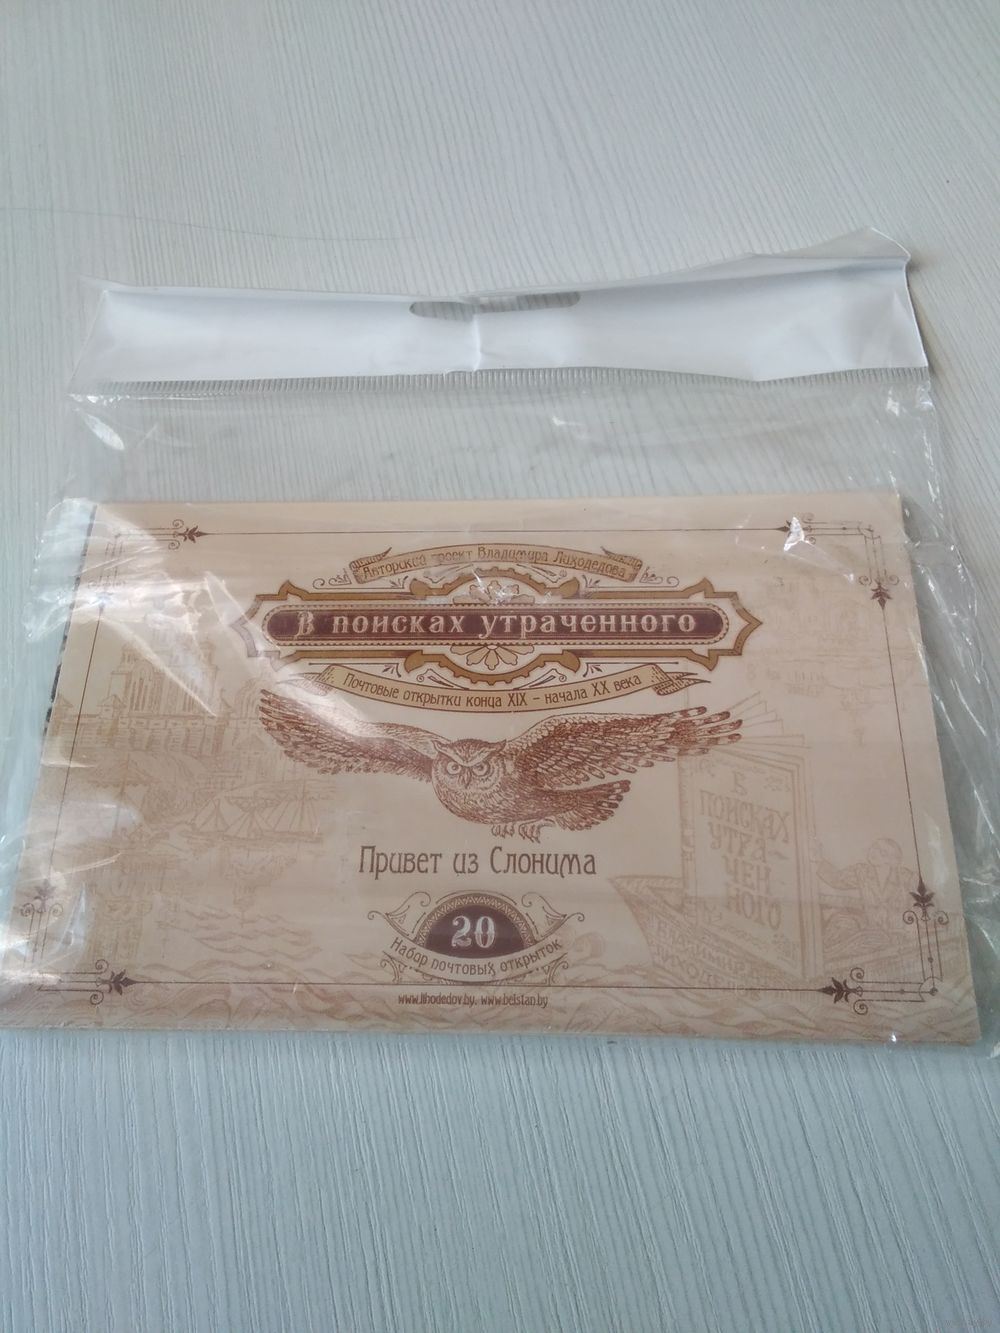 Авторский проект Владимира Лиходедова
В поисках утраченного
Почтовые открытки конца XIX – начала XX века
Привет из Слонима
20
Набор почтовых открыток
www.lihodedov.by, www.belstan.by
В
ПОИСКАХ
УТРА-
ЧЕН
НОГО